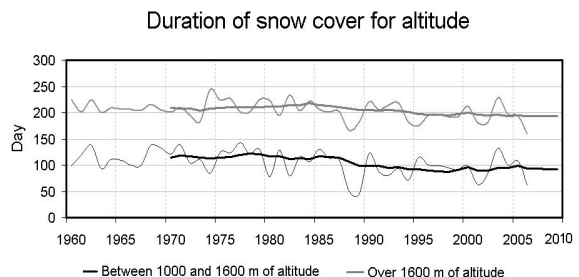 Duration of snow cover for altitude
300
250
200
150
100
50
0
Day
1960 1965 1970 1975 1980 1985 1990 1995 2000 2005 2010
Between 1000 and 1600 m of altitude Over 1600 m of altitude